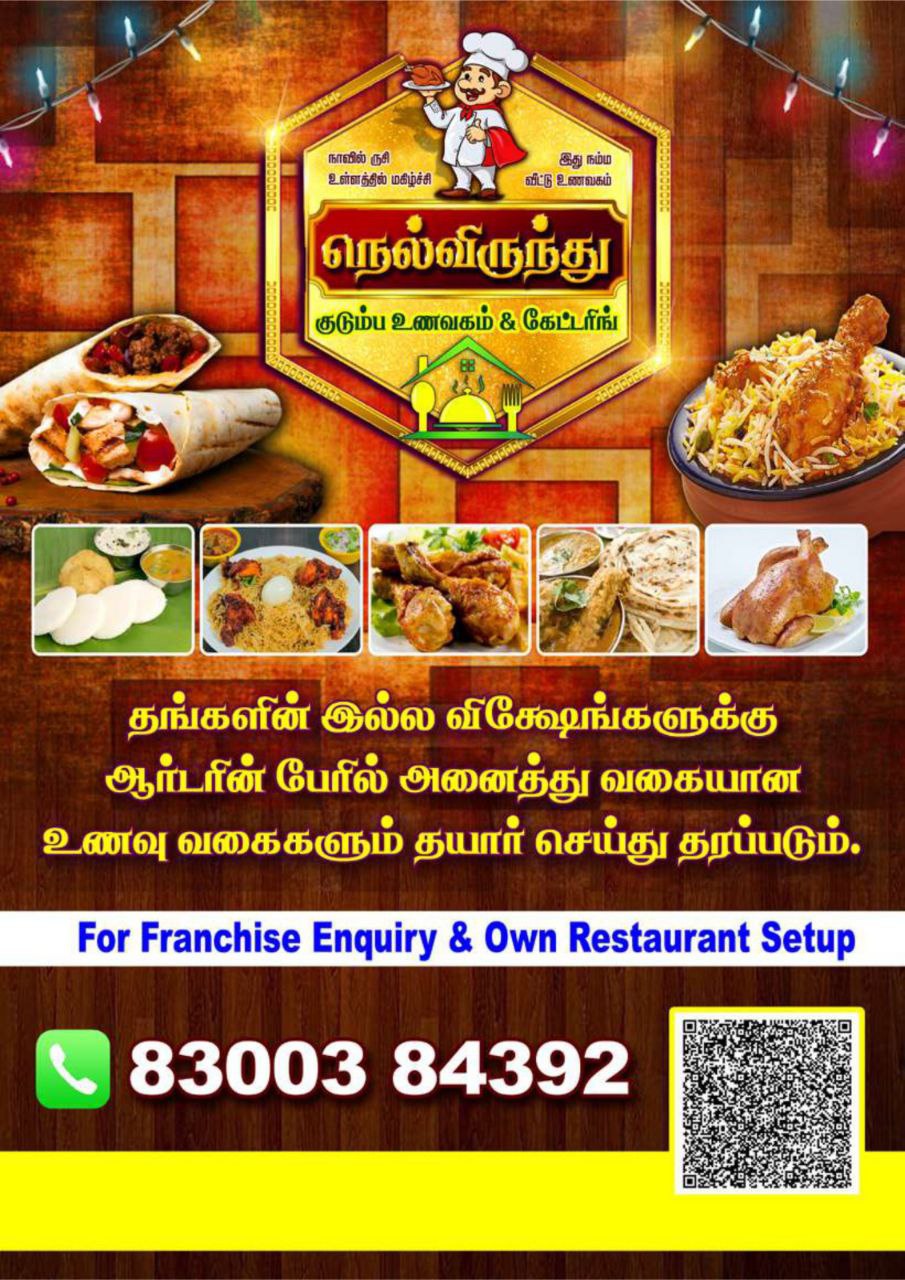 நாவில் ருசி
உள்ளத்தில் மகிழ்ச்சி
இது நம்ம
வீட்டு உணவகம்
நெல்விருந்து
குடும்ப உணவகம் & கேட்டரிங்
தங்களின் இல்ல விசேஷங்களுக்கு
ஆர்டரின் பேரில் அனைத்து வகையான
உணவு வகைகளும் தயார் செய்து தரப்படும்.
For Franchise Enquiry & Own Restaurant Setup
83003 84392